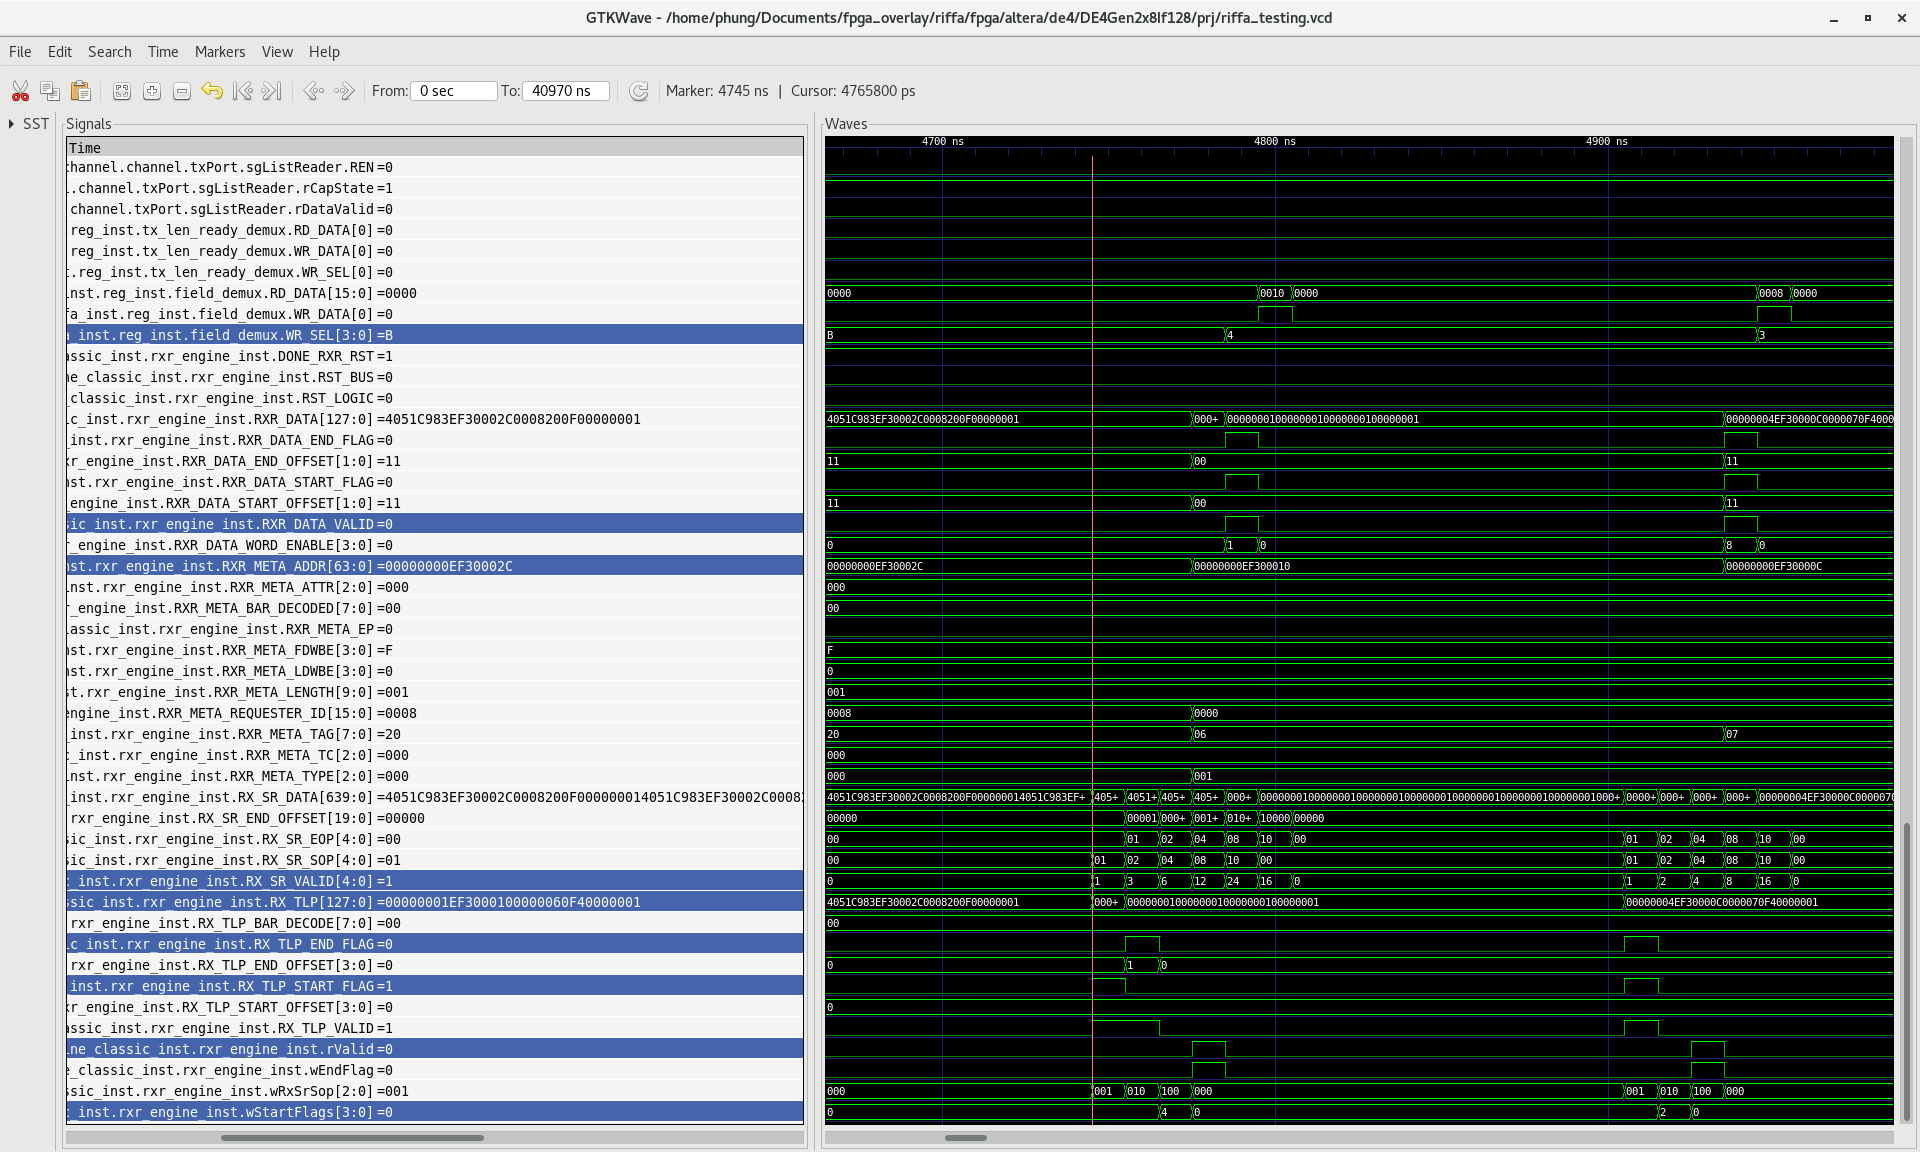 GTKWave - /home/phung/Documents/fpga_overlay/riffa/fpga/altera/de4/DE4Gen2x8If128/prj/riffa_testing.vcd
File Edit Search Time Markers View Help
From: 0 sec To: 40970 ns Marker: 4745 ns | Cursor: 4765800 ps
SST Signals Waves
Time 4700 ns 4800 ns 4900 ns
channel.channel.txPort.sgListReader.REN =0
.channel.txPort.sgListReader.rCapState =1
channel.txPort.sgListReader.rDataValid =0
reg_inst.tx_len_ready_demux.RD_DATA[0] =0
reg_inst.tx_len_ready_demux.WR_DATA[0] =0
.reg_inst.tx_len_ready_demux.WR_SEL[0] =0
inst.reg_inst.field_demux.RD_DATA[15:0] =0000 0000 0010 0000 0008 0000
fa_inst.reg_inst.field_demux.WR_DATA[0] =0
a_inst.reg_inst.field_demux.WR_SEL[3:0] =B B 4 3
assic_inst.rxr_engine_inst.DONE_RXR_RST =1
ne_classic_inst.rxr_engine_inst.RST_BUS =0
_classic_inst.rxr_engine_inst.RST_LOGIC =0
ic_inst.rxr_engine_inst.RXR_DATA[127:0] =4051C983EF30002C0008200F00000001 4051C983EF30002C0008200F00000001 000+ 00000001000000010000000100000001 00000004EF30000C0000070F4000
_inst.rxr_engine_inst.RXR_DATA_END_FLAG =0
xr_engine_inst.RXR_DATA_END_OFFSET[1:0] =11 11 00 11
nst.rxr_engine_inst.RXR_DATA_START_FLAG =0
_engine_inst.RXR_DATA_START_OFFSET[1:0] =11 11 00 11
sic_inst.rxr_engine_inst.RXR_DATA_VALID =0
r_engine_inst.RXR_DATA_WORD_ENABLE[3:0] =0 0 1 0 8 0
nst.rxr_engine_inst.RXR_META_ADDR[63:0] =00000000EF30002C 00000000EF30002C 00000000EF300010 00000000EF30000C
inst.rxr_engine_inst.RXR_META_ATTR[2:0] =000 000
r_engine_inst.RXR_META_BAR_DECODED[7:0] =00 00
lassic_inst.rxr_engine_inst.RXR_META_EP =0
nst.rxr_engine_inst.RXR_META_FDWBE[3:0] =F F
nst.rxr_engine_inst.RXR_META_LDWBE[3:0] =0 0
st.rxr_engine_inst.RXR_META_LENGTH[9:0] =001 001
engine_inst.RXR_META_REQUESTER_ID[15:0] =0008 0008 0000
inst.rxr_engine_inst.RXR_META_TAG[7:0] =20 20 06 07
c_inst.rxr_engine_inst.RXR_META_TC[2:0] =000 000
inst.rxr_engine_inst.RXR_META_TYPE[2:0] =000 000 001
_inst.rxr_engine_inst.RX_SR_DATA[639:0] =4051C983EF30002C0008200F000000014051C983EF30002C00082 4051C983EF30002C0008200F000000014051C983EF+ 405+ 4051+ 405+ 405+ 000+ 0000+ 000+ 000+ 000+ 00000004EF30000C0000070
rxr_engine_inst.RX_SR_END_OFFSET[19:0] =00000 00000 00001 000+ 001+ 010+ 10000 00000
sic_inst.rxr_engine_inst.RX_SR_EOP[4:0] =00 00 01 02 04 08 10 00 01 02 04 08 10 00
sic_inst.rxr_engine_inst.RX_SR_SOP[4:0] =01 00 01 02 04 08 10 00 01 02 04 08 10 00
c_inst.rxr_engine_inst.RX_SR_VALID[4:0] =1 0 1 3 6 12 24 16 0 1 2 4 8 16 0
ssic_inst.rxr_engine_inst.RX_TLP[127:0] =00000001EF3000100000060F40000001 4051C983EF30002C0008200F00000001 000+ 00000001000000010000000100000001 00000004EF30000C0000070F40000001
rxr_engine_inst.RX_TLP_BAR_DECODE[7:0] =00 00
ic_inst.rxr_engine_inst.RX_TLP_END_FLAG =0
rxr_engine_inst.RX_TLP_END_OFFSET[3:0] =0 0 1 0
_inst.rxr_engine_inst.RX_TLP_START_FLAG =1
xr_engine_inst.RX_TLP_START_OFFSET[3:0] =0 0
assic_inst.rxr_engine_inst.RX_TLP_VALID =1
ine_classic_inst.rxr_engine_inst.rValid =0
e_classic_inst.rxr_engine_inst.wEndFlag =0
ssic_inst.rxr_engine_inst.wRxSrSop[2:0] =001 000 001 010 100 000 001 010 100 000
c_inst.rxr_engine_inst.wStartFlags[3:0] =0 0 4 0 2 0